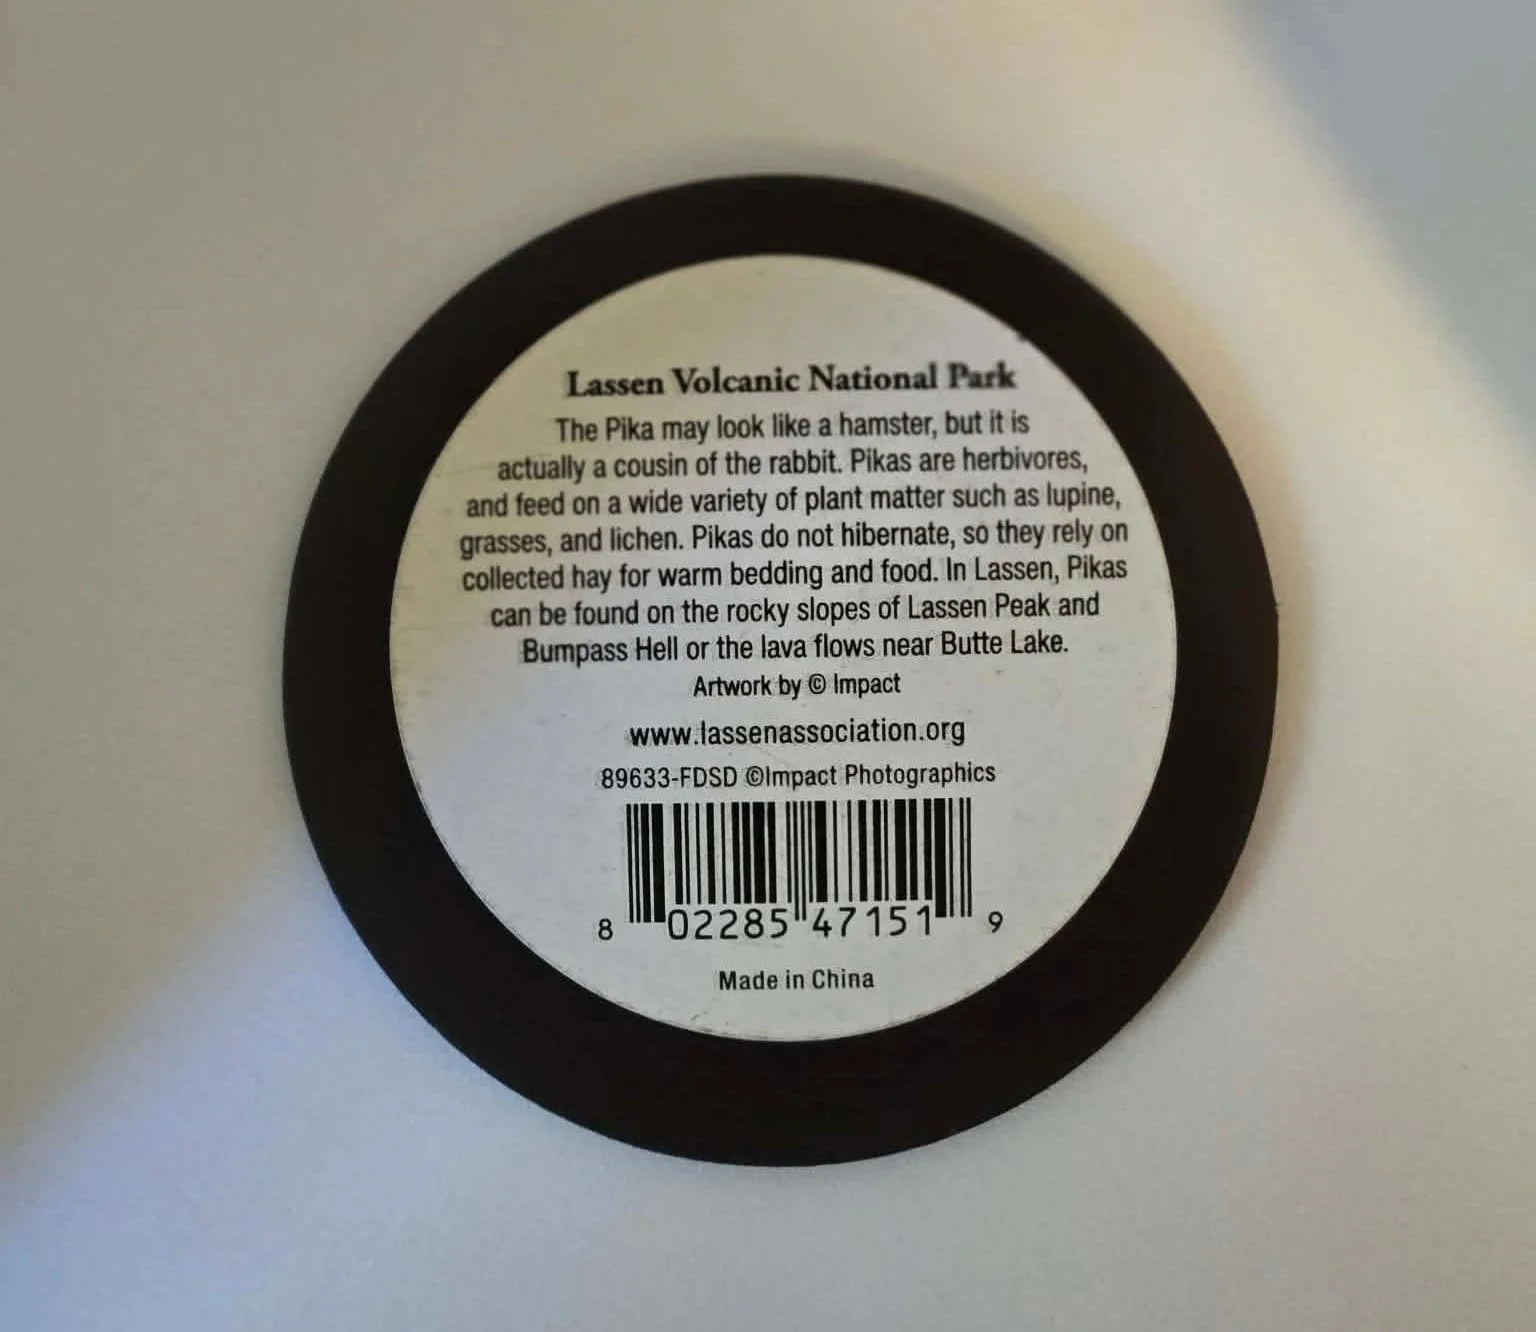 Lassen Volcanic National Park
The Pika may look like a hamster, but it is
actually a cousin of the rabbit. Pikas are herbivores,
and feed on a wide variety of plant matter such as lupine,
grasses, and lichen. Pikas do not hibernate, so they rely on
collected hay for warm bedding and food. In Lassen, Pikas
can be found on the rocky slopes of Lassen Peak and
Bumpass Hell or the lava flows near Butte Lake.
Artwork by © Impact
www.lassenassociation.org
89633-FDSD ©Impact Photographics
8 02285 47151 9
Made in China